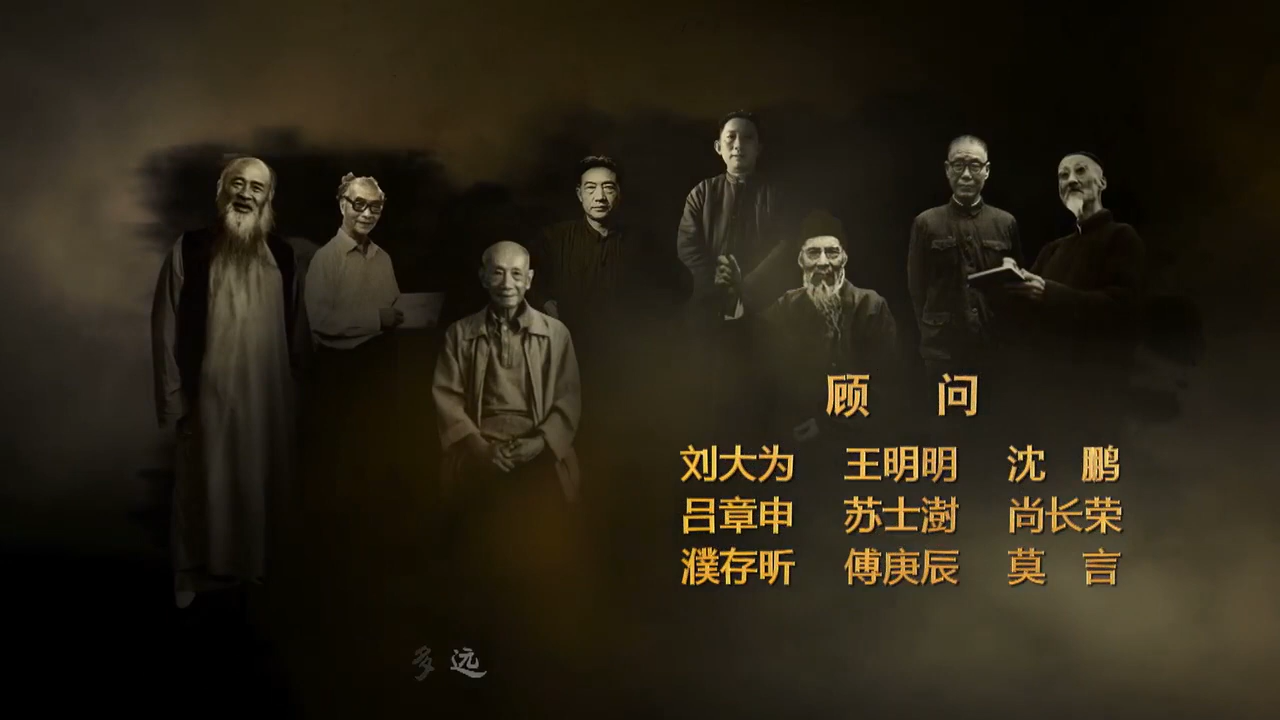 顾 问
刘大为 王明明 沈 鹏
吕章申 苏士澍 尚长荣
濮存昕 傅庚辰 莫 言
多远